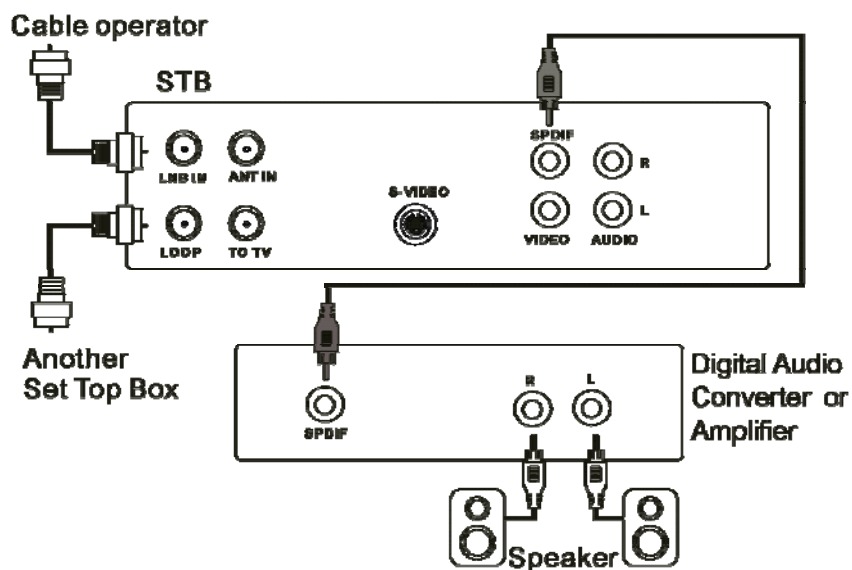 Cable operator
STB
SPDIF
LNB IN
ANT IN
R
S-VIDEO
L
LOOP
TO TV
VIDEO
AUDIO
Another
Set Top Box
Digital Audio
Converter or
Amplifier
R
L
SPDIF
Speaker